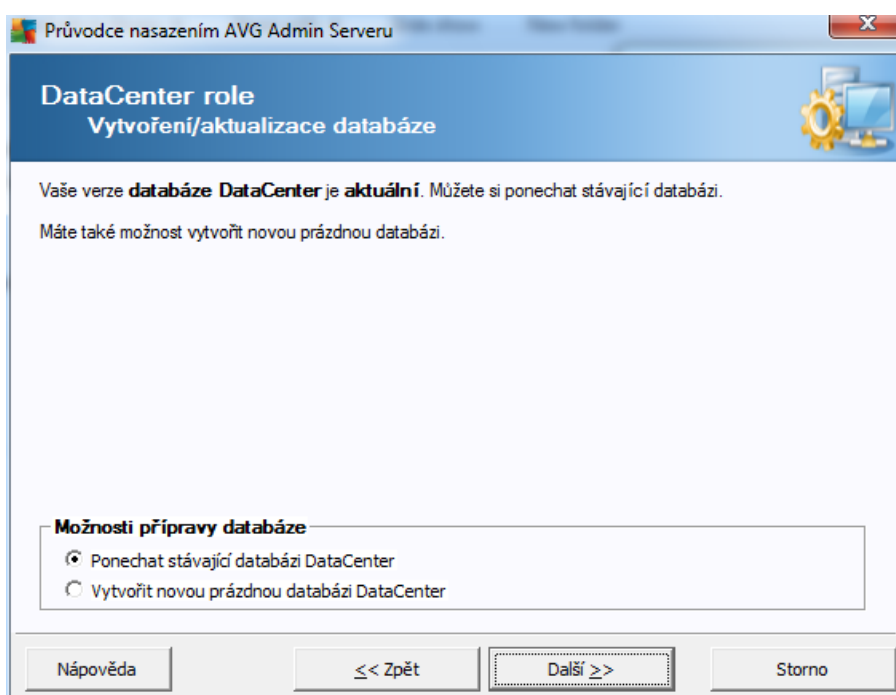 Průvodce nasazením AVG Admin Serveru
DataCenter role
Vytvoření/aktualizace databáze
Vaše verze databáze DataCenter je aktuální. Můžete si ponechat stávající databázi.
Máte také možnost vytvořit novou prázdnou databázi.
Možnosti přípravy databáze
Ponechat stávající databázi DataCenter
Vytvořit novou prázdnou databázi DataCenter
Nápověda
<< Zpět
Další >>
Storno